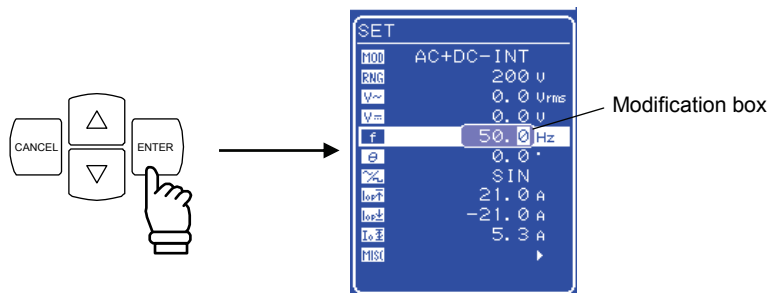 CANCEL
ENTER
SET
MOD AC+DC-INT
RNG 200 V
V~ 0.0 Vrms
V⎓ 0.0 V
f 50.0 Hz
θ 0.0 °
SIN
21.0 A
-21.0 A
5.3 A
MISC
Modification box